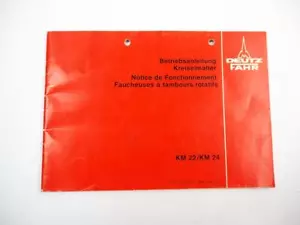 Betriebsanleitung
Kreiselmäher
Notice de Fonctionnement
Faucheuses à tambours rotatifs
DEUTZ
FAHR
KM 22/KM 24